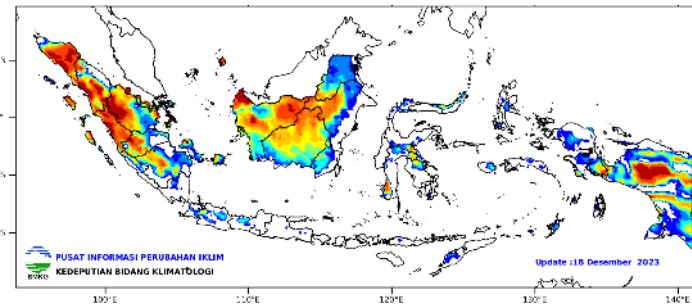 PUSAT INFORMASI PERUBAHAN IKLIM
KEDEPUTIAN BIDANG KLIMATOLOGI
BMKG
Update :18 Desember 2023
100°E
110°E
120°E
130°E
140°E